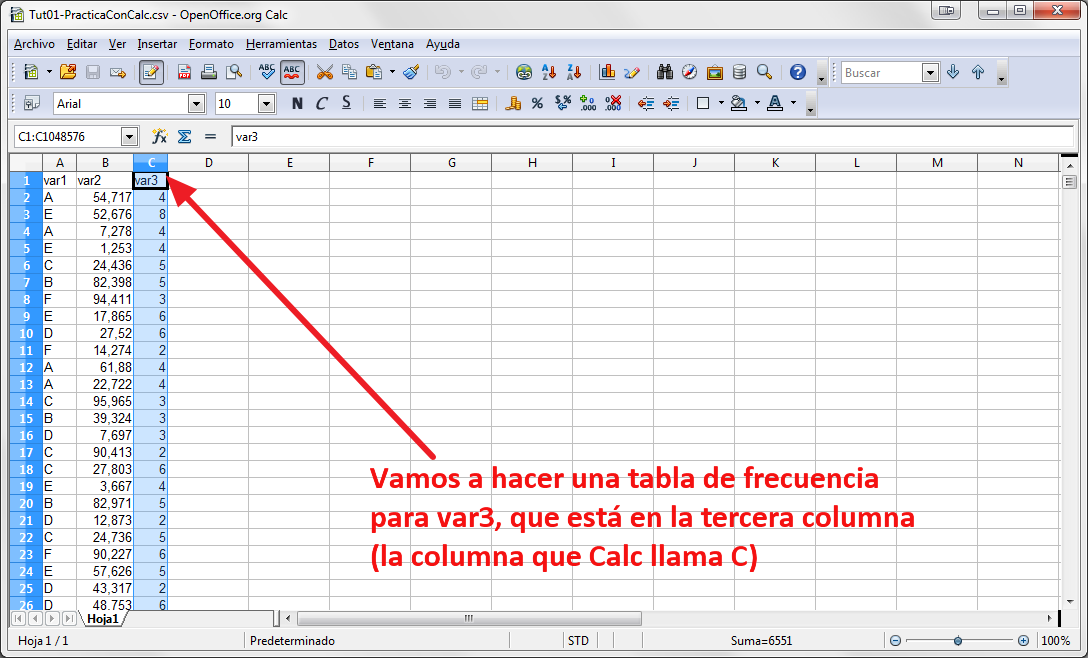 Tut01-PracticaConCalc.csv - OpenOffice.org Calc
Archivo Editar Ver Insertar Formato Herramientas Datos Ventana Ayuda
ABC ABC A Z Z A ? Buscar
Arial 10 N C S % $% .000 .000 A
C1:C1048576 fx Σ = var3
A B C D E F G H I J K L M N
1 var1 var2 var3
2 A 54,717 4
3 E 52,676 8
4 A 7,278 4
5 E 1,253 4
6 C 24,436 5
7 B 82,398 5
8 F 94,411 3
9 E 17,865 6
10 D 27,52 6
11 F 14,274 2
12 A 61,88 4
13 A 22,722 4
14 C 95,965 3
15 B 39,324 3
16 D 7,697 3
17 C 90,413 2
18 C 27,803 6
19 E 3,667 4
20 B 82,971 5
21 D 12,873 2
22 C 24,736 5
23 F 90,227 6
24 E 57,626 5
25 D 43,317 2
26 D 48,753 6
Vamos a hacer una tabla de frecuencia
para var3, que está en la tercera columna
(la columna que Calc llama C)
Hoja1
Hoja 1 / 1 Predeterminado STD Suma=6551 100%